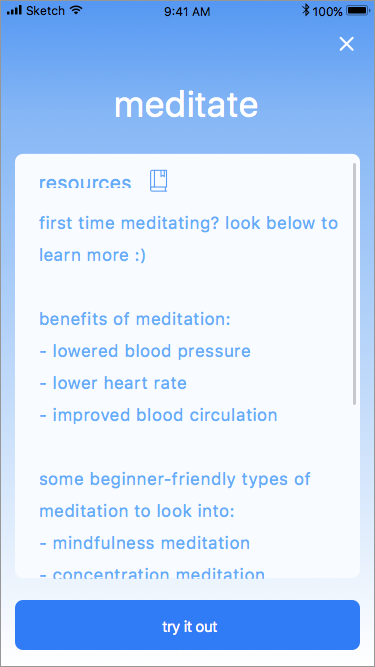 Sketch 9:41 AM 100%
meditate
resources
first time meditating? look below to
learn more :)
benefits of meditation:
- lowered blood pressure
- lower heart rate
- improved blood circulation
some beginner-friendly types of
meditation to look into:
- mindfulness meditation
- concentration meditation
try it out